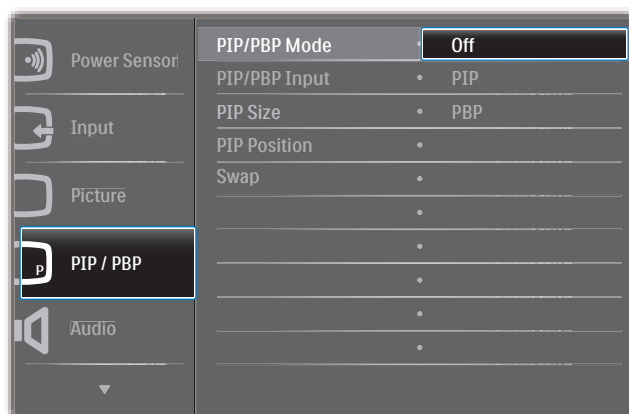 Power Sensor
Input
Picture
P
PIP / PBP
Audio
PIP/PBP Mode
PIP/PBP Input
PIP Size
PIP Position
Swap
Off
PIP
PBP